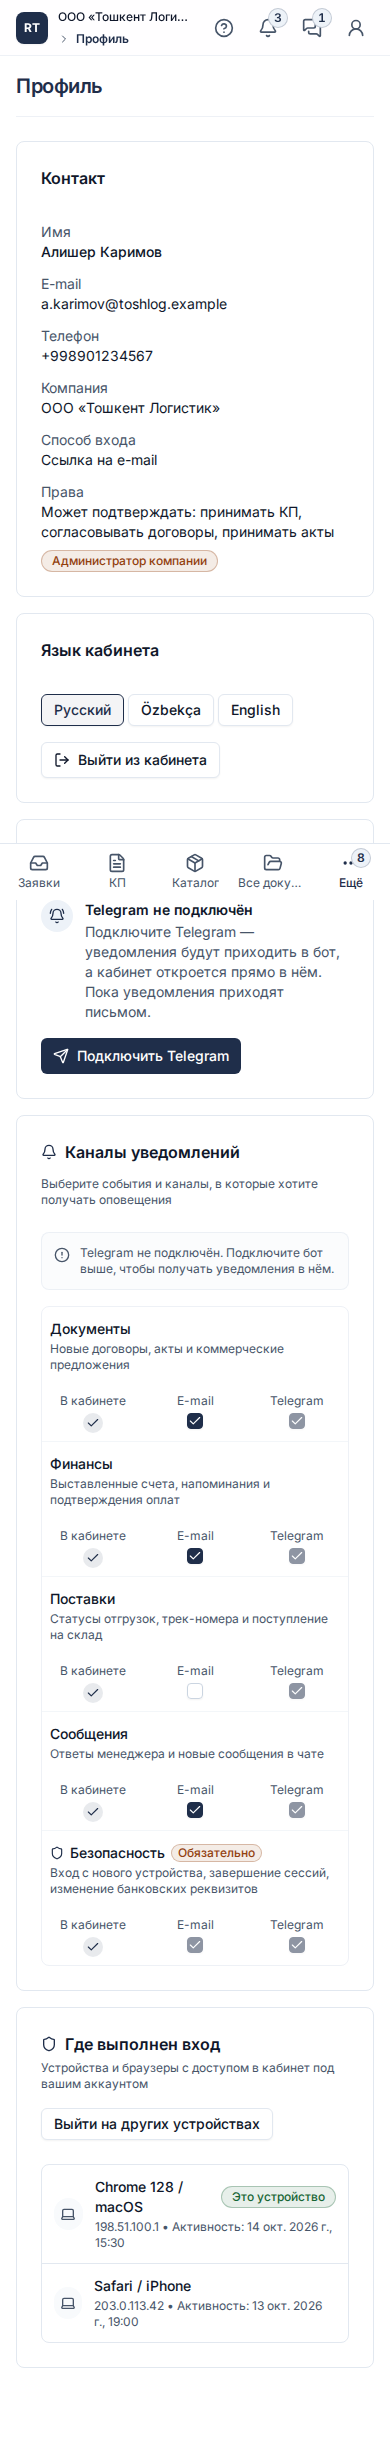 RT
ООО «Тошкент Логи...
Профиль
3
1
Профиль
Контакт
Имя
Алишер Каримов
E-mail
a.karimov@toshlog.example
Телефон
+998901234567
Компания
ООО «Тошкент Логистик»
Способ входа
Ссылка на e-mail
Права
Может подтверждать: принимать КП,
согласовывать договоры, принимать акты
Администратор компании
Язык кабинета
Русский
Özbekça
English
Выйти из кабинета
Заявки
КП
Каталог
Все доку...
8
Ещё
Telegram не подключён
Подключите Telegram —
уведомления будут приходить в бот,
а кабинет откроется прямо в нём.
Пока уведомления приходят
письмом.
Подключить Telegram
Каналы уведомлений
Выберите события и каналы, в которые хотите
получать оповещения
Telegram не подключён. Подключите бот
выше, чтобы получать уведомления в нём.
Документы
Новые договоры, акты и коммерческие
предложения
В кабинете E-mail Telegram
Финансы
Выставленные счета, напоминания и
подтверждения оплат
В кабинете E-mail Telegram
Поставки
Статусы отгрузок, трек-номера и поступление
на склад
В кабинете E-mail Telegram
Сообщения
Ответы менеджера и новые сообщения в чате
В кабинете E-mail Telegram
Безопасность Обязательно
Вход с нового устройства, завершение сессий,
изменение банковских реквизитов
В кабинете E-mail Telegram
Где выполнен вход
Устройства и браузеры с доступом в кабинет под
вашим аккаунтом
Выйти на других устройствах
Chrome 128 /
macOS
Это устройство
198.51.100.1 • Активность: 14 окт. 2026 г.,
15:30
Safari / iPhone
203.0.113.42 • Активность: 13 окт. 2026
г., 19:00